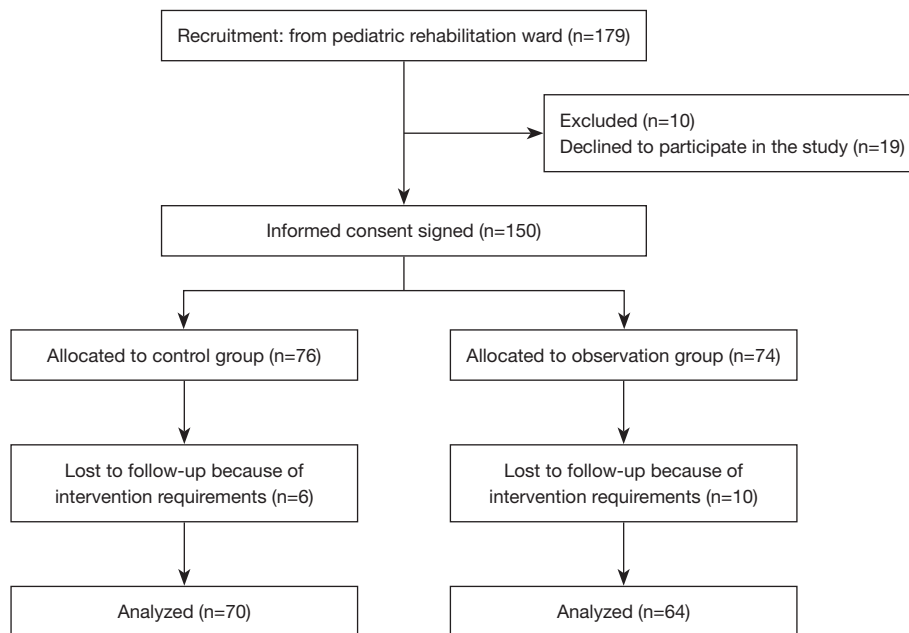 Recruitment: from pediatric rehabilitation ward (n=179)
Excluded (n=10)
Declined to participate in the study (n=19)
Informed consent signed (n=150)
Allocated to control group (n=76)
Allocated to observation group (n=74)
Lost to follow-up because of
intervention requirements (n=6)
Lost to follow-up because of
intervention requirements (n=10)
Analyzed (n=70)
Analyzed (n=64)